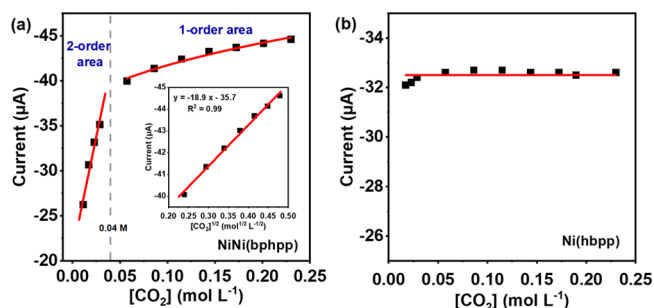 (a)
1-order area
2-order
area
-45
-40
-35
-30
-25
-20
Current (μA)
y = -18.9 x - 35.7
R² = 0.99
-45
-44
-43
-42
-41
-40
Current (μA)
0.20 0.25 0.30 0.35 0.40 0.45 0.50
[CO₂]^1/2 (mol^1/2 L^-1/2)
0.04 M
NiNi(bphpp)
0.00 0.05 0.10 0.15 0.20 0.25
[CO₂] (mol L⁻¹)
(b)
-34
-32
-30
-28
-26
Current (μA)
Ni(hbpp)
0.00 0.05 0.10 0.15 0.20 0.25
[CO₂] (mol L⁻¹)